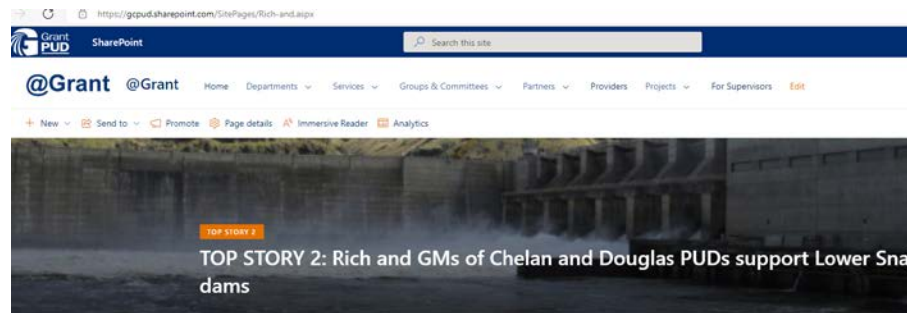 https://gcpud.sharepoint.com/SitePages/Rich-and.aspx
Grant PUD SharePoint Search this site
@Grant @Grant Home Departments Services Groups & Committees Partners Providers Projects For Supervisors Edit
+ New Send to Promote Page details Immersive Reader Analytics
TOP STORY 2
TOP STORY 2: Rich and GMs of Chelan and Douglas PUDs support Lower Sna
dams